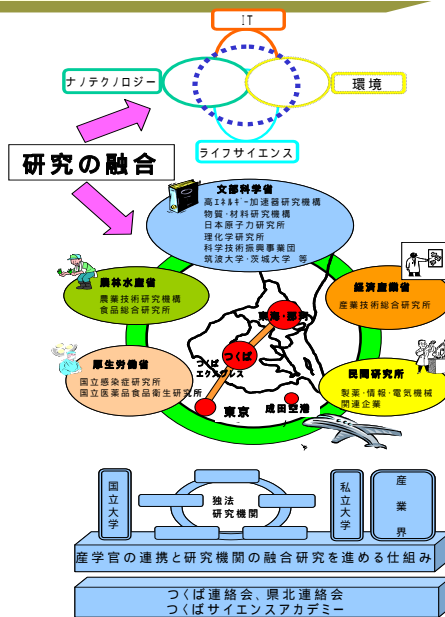 IT
ナノテクノロジー
環境
ライフサイエンス
研究の融合
文部科学省
高エネルギー加速器研究機構
物質・材料研究機構
日本原子力研究所
理化学研究所
科学技術振興事業団
筑波大学・茨城大学 等
農林水産省
農業技術研究機構
食品総合研究所
経済産業省
産業技術総合研究所
東海・那珂
つくば
つくば
エクスプレス
厚生労働省
国立感染症研究所
国立医薬品食品衛生研究所
民間研究所
製薬・情報・電気機械
関連企業
東京
成田空港
国立大学
独法
研究機関
私立大学
産業界
産学官の連携と研究機関の融合研究を進める仕組み
つくば連絡会、県北連絡会
つくばサイエンスアカデミー